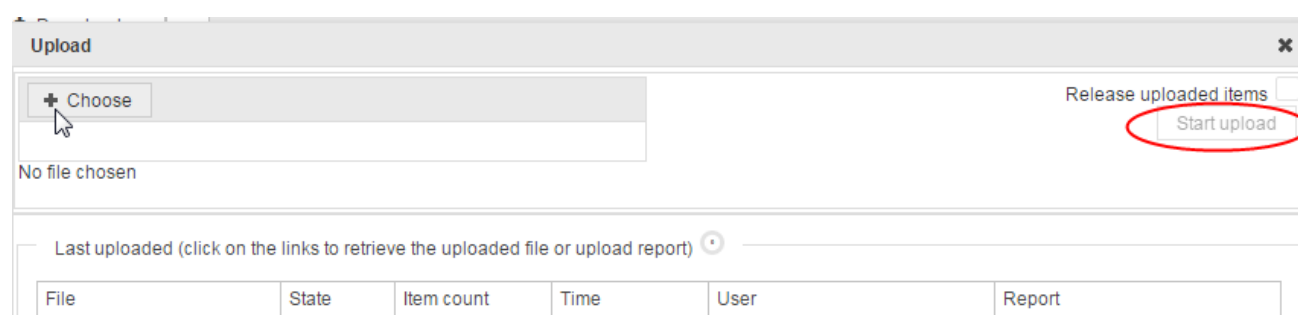 Upload
Choose
Release uploaded items
Start upload
No file chosen
Last uploaded (click on the links to retrieve the uploaded file or upload report)
File State Item count Time User Report